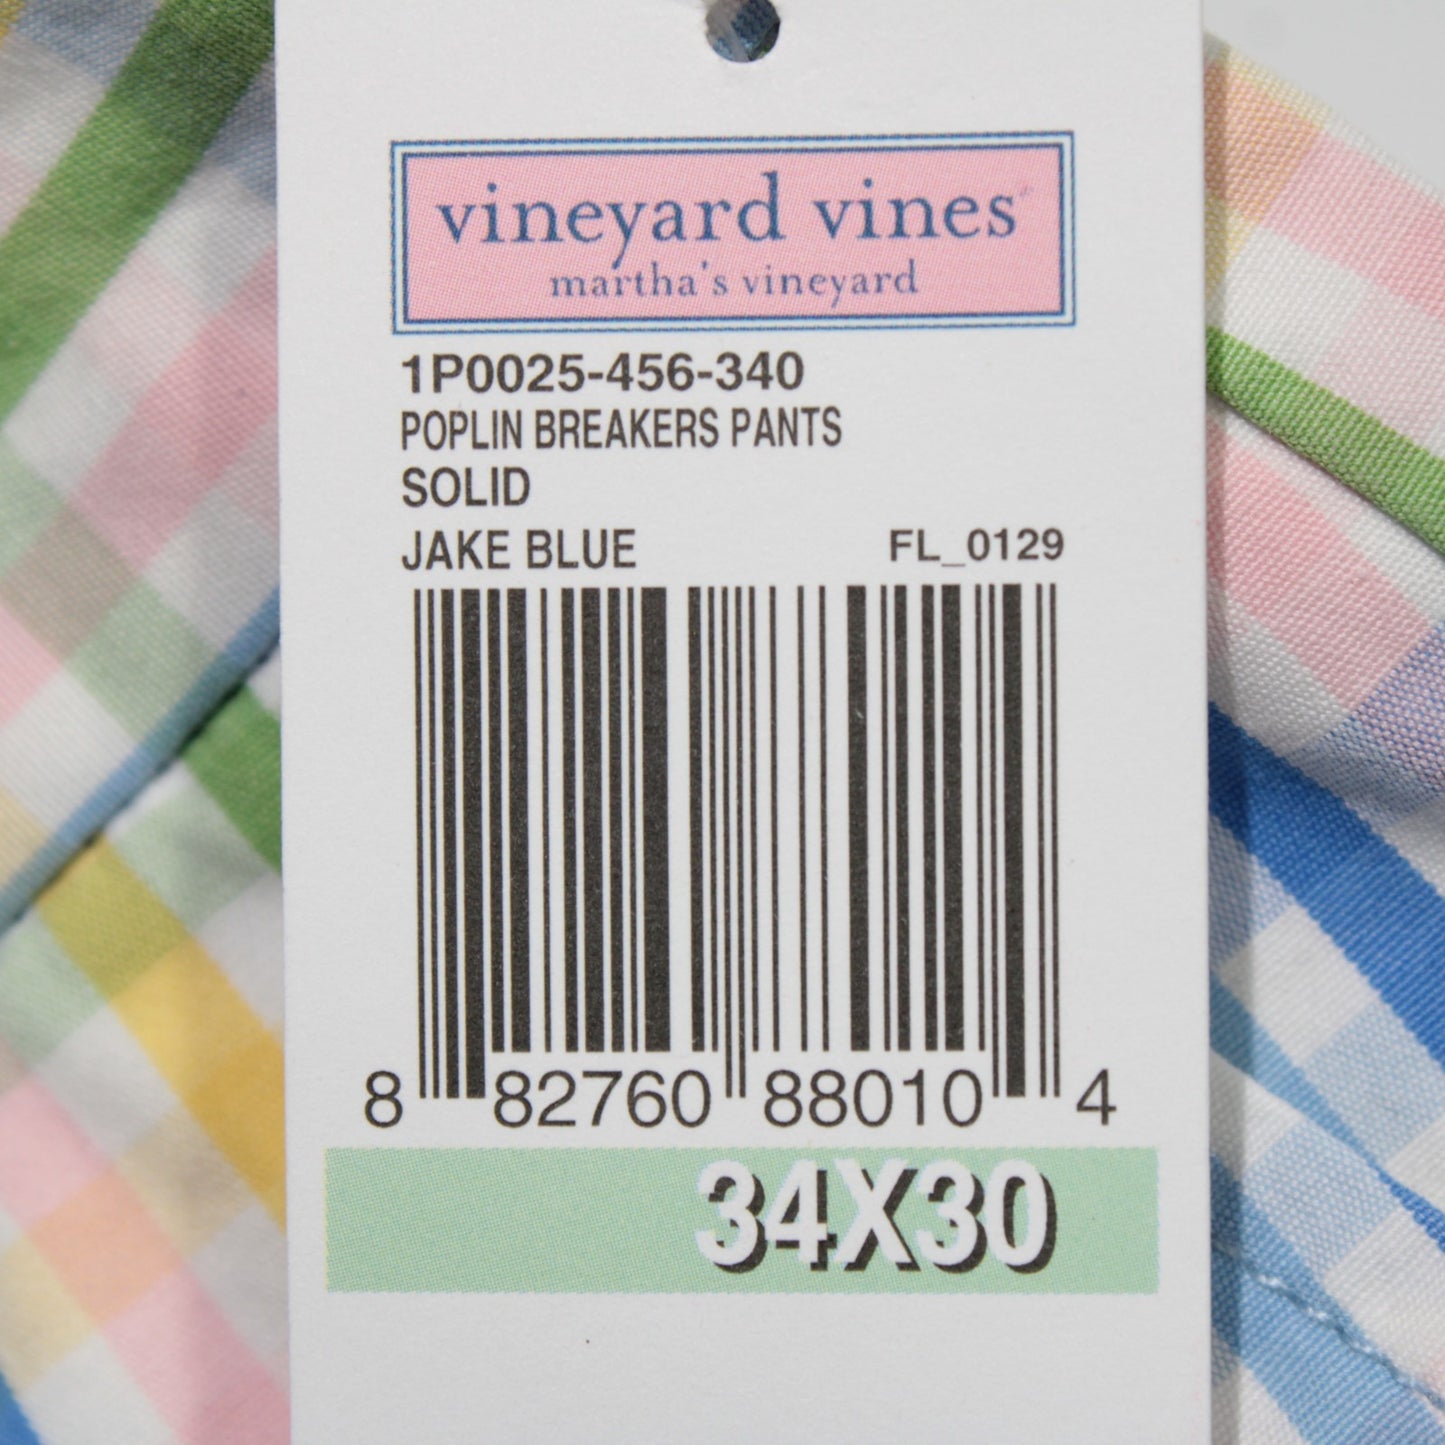 vineyard vines
martha's vineyard
1P0025-456-340
POPLIN BREAKERS PANTS
SOLID
JAKE BLUE FL_0129
8 82760 88010 4
34X30